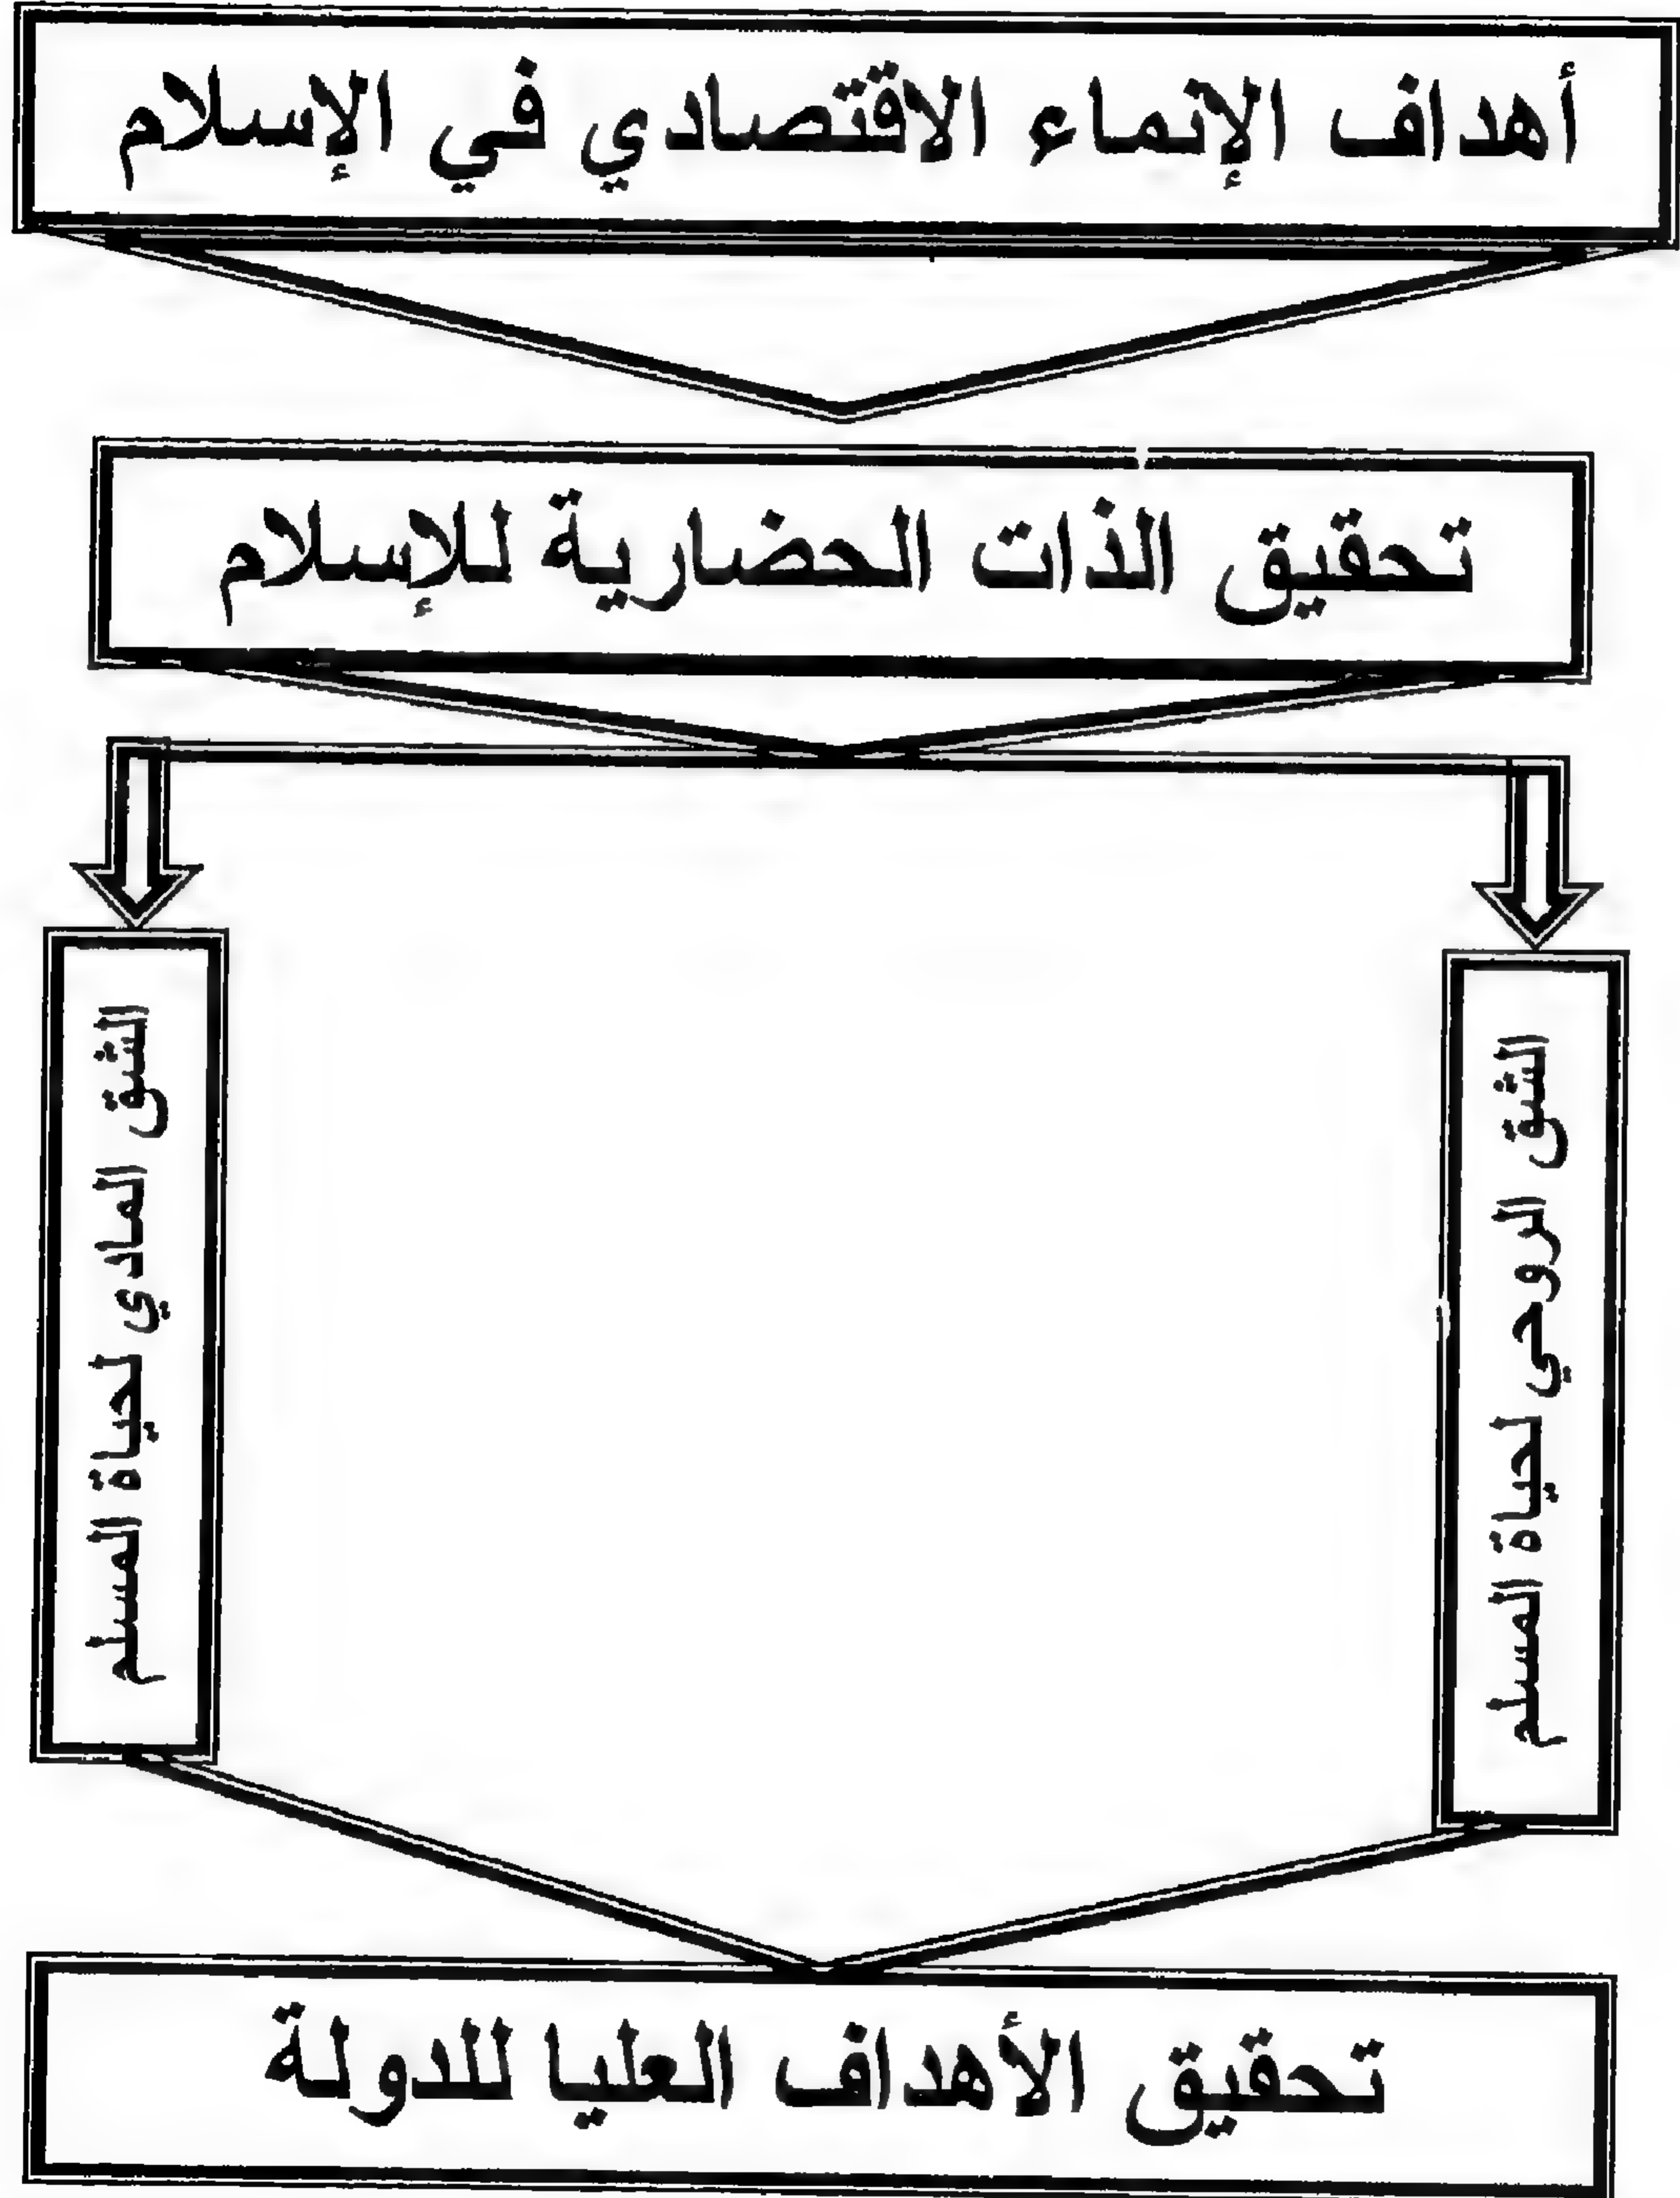 أهداف الإنماء الاقتصادي في الإسلام
تحقيق الذات الحضارية للإسلام
الشق الروحي لحياة المسلم
الشق المادي لحياة المسلم
تحقيق الأهداف العليا للدولة